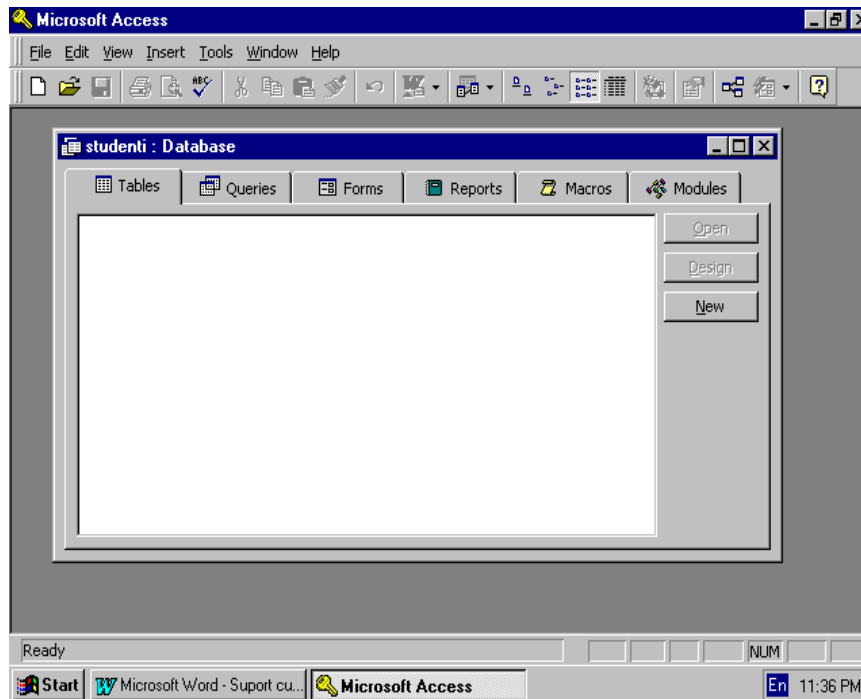 Microsoft Access
File Edit View Insert Tools Window Help
ABC
studenti : Database
Tables Queries Forms Reports Macros Modules
Open
Design
New
Ready NUM
Start Microsoft Word - Suport cu... Microsoft Access En 11:36 PM